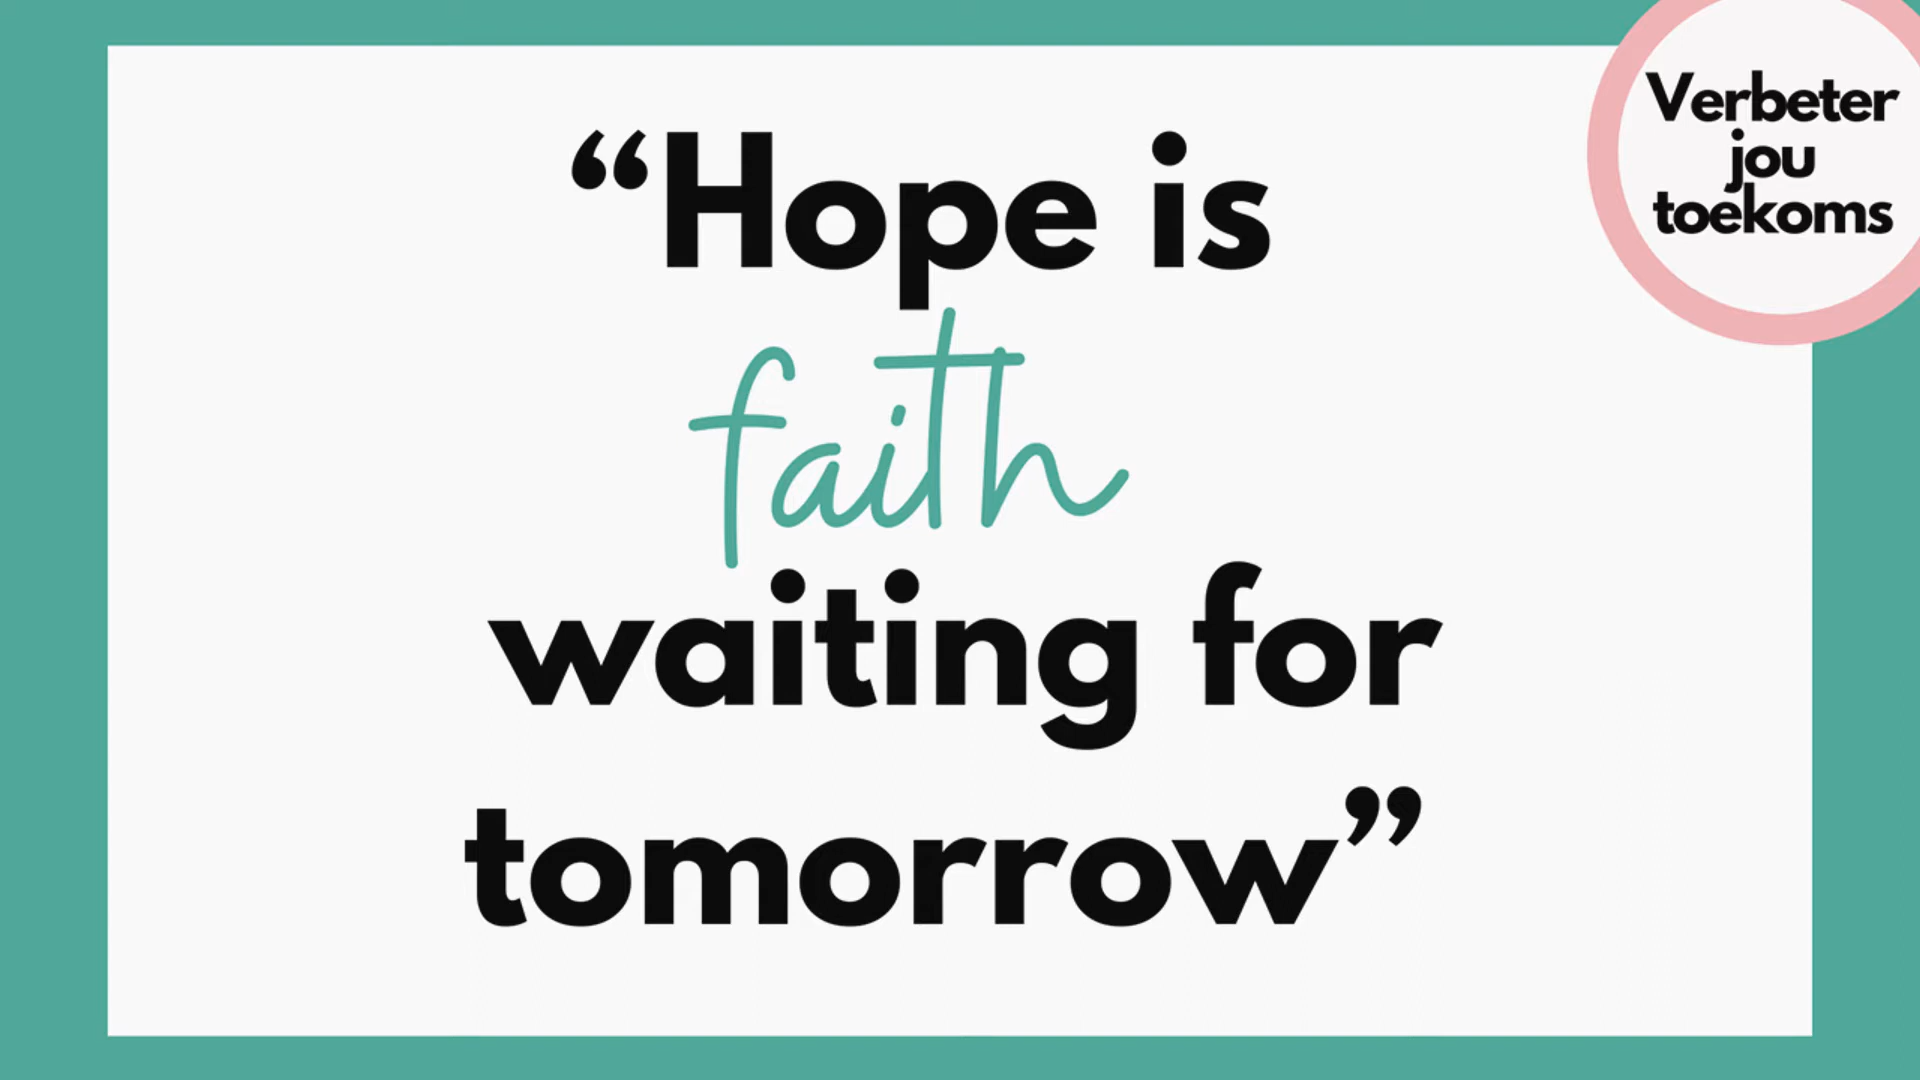 “Hope is
faith
waiting for
tomorrow”
Verbeter
jou
toekoms